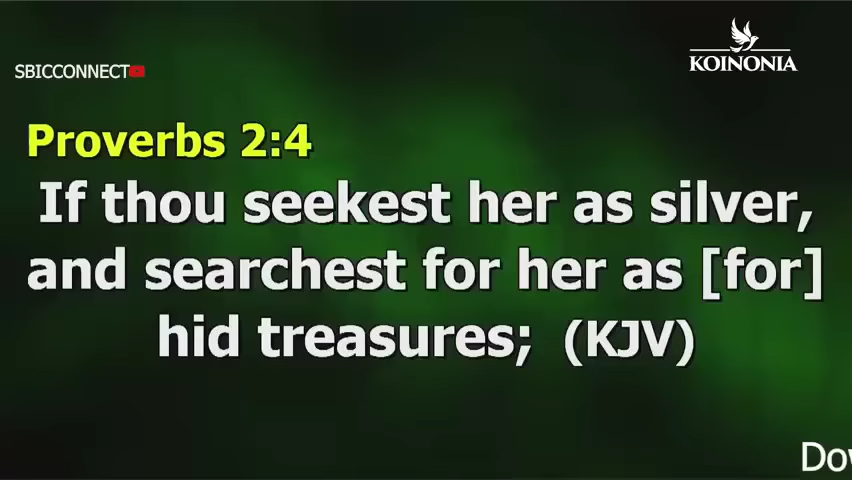 KOINONIA
SBICCONNECT
Proverbs 2:4
If thou seekest her as silver,
and searchest for her as [for]
hid treasures; (KJV)